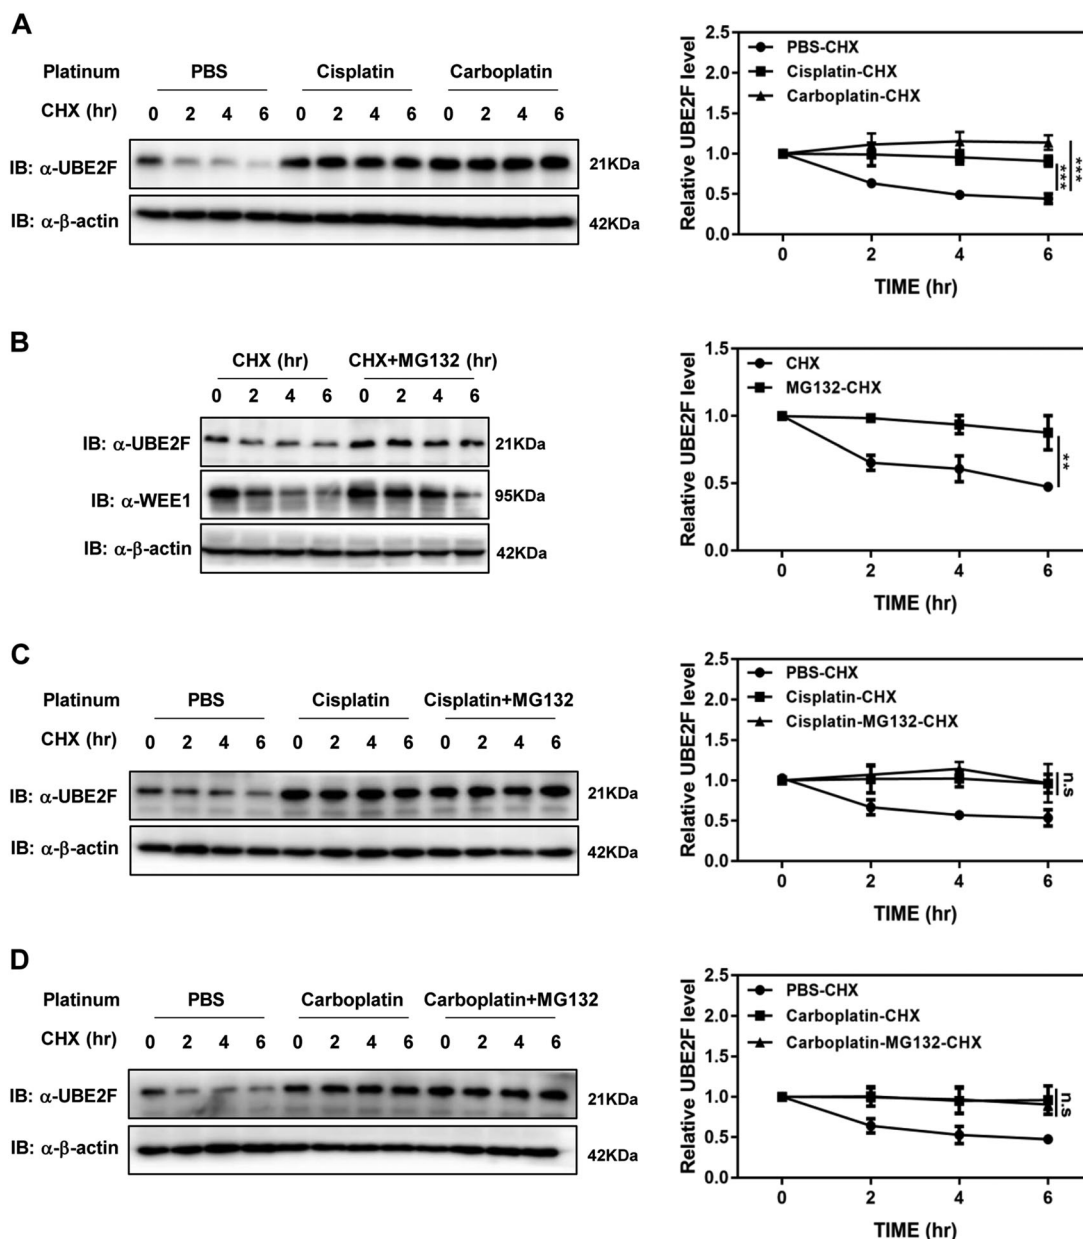 A
Platinum PBS Cisplatin Carboplatin
CHX (hr) 0 2 4 6 0 2 4 6 0 2 4 6
IB: α-UBE2F 21KDa
IB: α-β-actin 42KDa
Relative UBE2F level
2.5
2.0
1.5
1.0
0.5
0.0
PBS-CHX
Cisplatin-CHX
Carboplatin-CHX
***
***
0 2 4 6
TIME (hr)
B
CHX (hr) CHX+MG132 (hr)
0 2 4 6 0 2 4 6
IB: α-UBE2F 21KDa
IB: α-WEE1 95KDa
IB: α-β-actin 42KDa
Relative UBE2F level
1.5
1.0
0.5
0.0
CHX
MG132-CHX
**
0 2 4 6
TIME (hr)
C
Platinum PBS Cisplatin Cisplatin+MG132
CHX (hr) 0 2 4 6 0 2 4 6 0 2 4 6
IB: α-UBE2F 21KDa
IB: α-β-actin 42KDa
Relative UBE2F level
2.5
2.0
1.5
1.0
0.5
0.0
PBS-CHX
Cisplatin-CHX
Cisplatin-MG132-CHX
n.s
0 2 4 6
TIME (hr)
D
Platinum PBS Carboplatin Carboplatin+MG132
CHX (hr) 0 2 4 6 0 2 4 6 0 2 4 6
IB: α-UBE2F 21KDa
IB: α-β-actin 42KDa
Relative UBE2F level
2.5
2.0
1.5
1.0
0.5
0.0
PBS-CHX
Carboplatin-CHX
Carboplatin-MG132-CHX
n.s
0 2 4 6
TIME (hr)